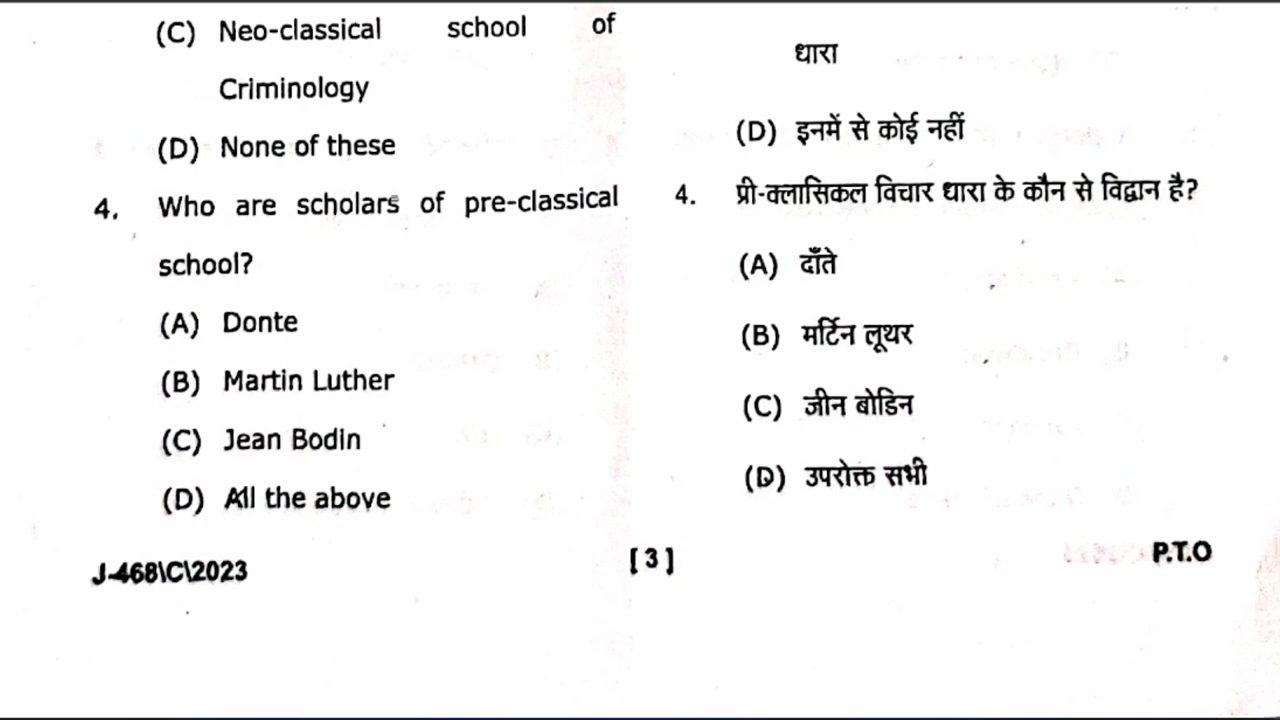 (C) Neo-classical school of
Criminology
(D) None of these
4. Who are scholars of pre-classical
school?
(A) Donte
(B) Martin Luther
(C) Jean Bodin
(D) All the above
J-468\C\2023
धारा
(D) इनमें से कोई नहीं
4. प्री-क्लासिकल विचार धारा के कौन से विद्वान है?
(A) दाँते
(B) मर्टिन लूथर
(C) जीन बोडिन
(D) उपरोक्त सभी
[ 3 ]
P.T.O